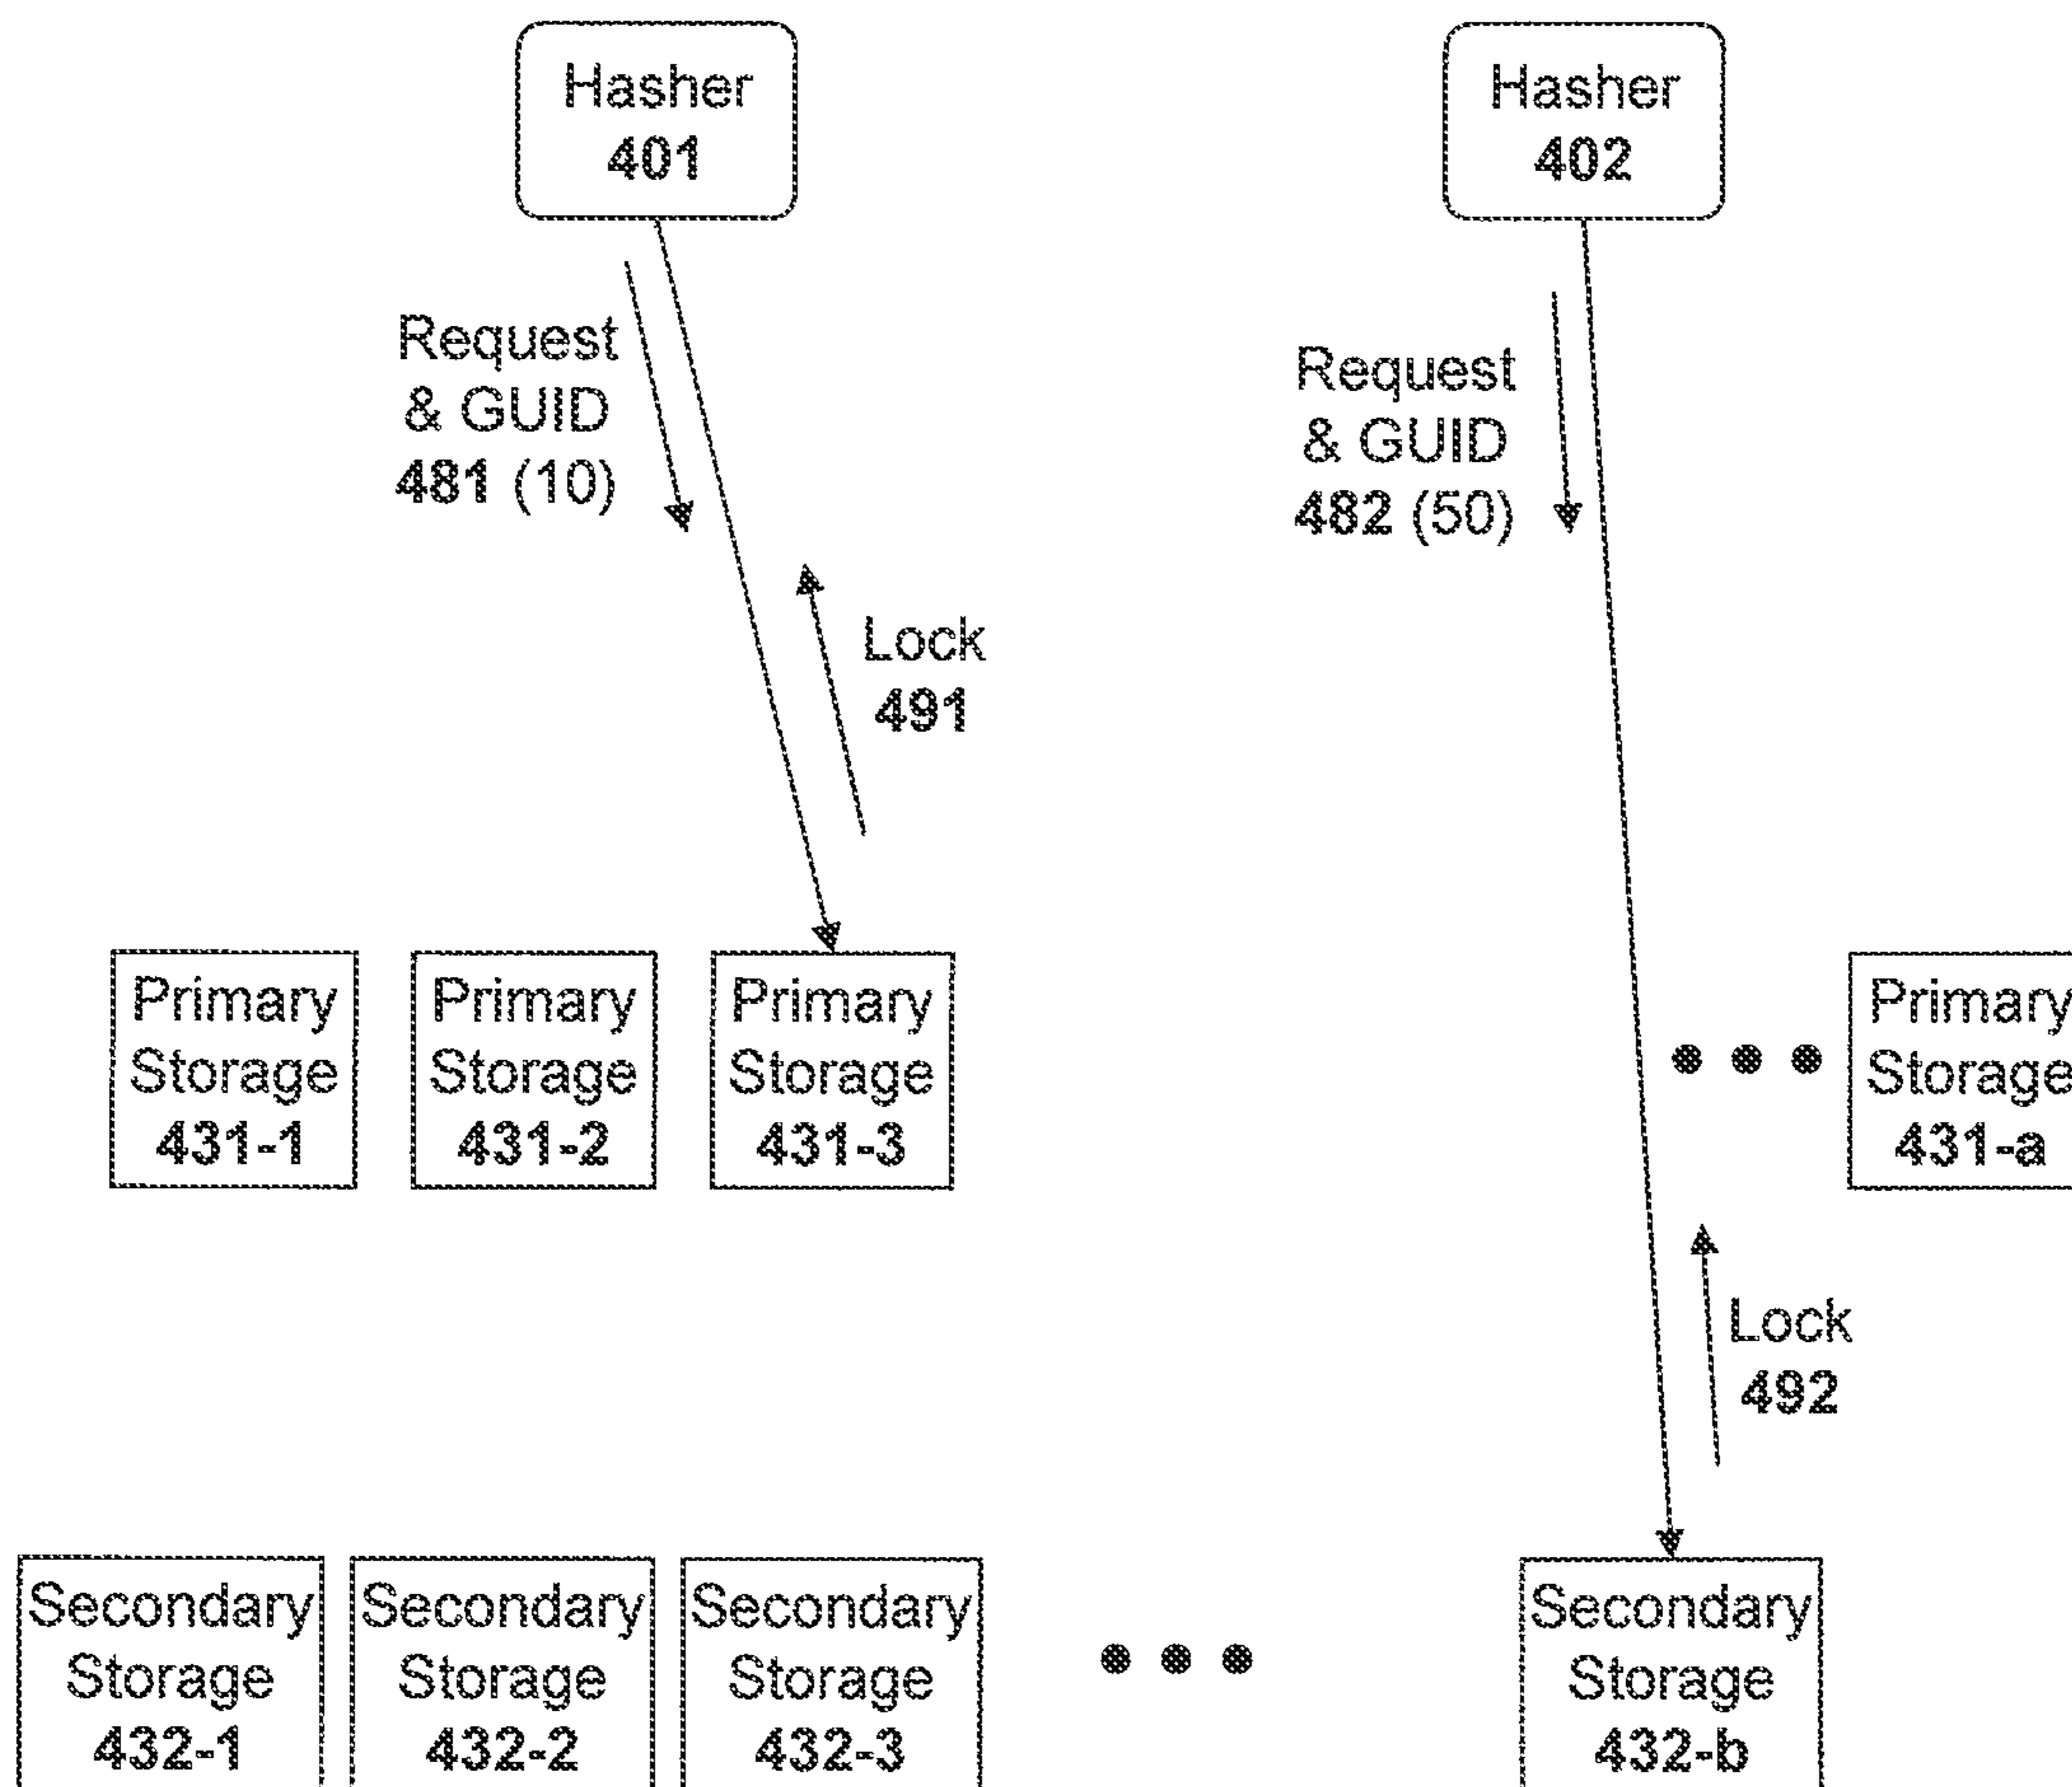 Hasher
401
Hasher
402
Request
& GUID
481 (10)
Request
& GUID
482 (50)
Lock
491
Primary
Storage
431-1
Primary
Storage
431-2
Primary
Storage
431-3
Primary
Storage
431-a
Lock
492
Secondary
Storage
432-1
Secondary
Storage
432-2
Secondary
Storage
432-3
Secondary
Storage
432-b